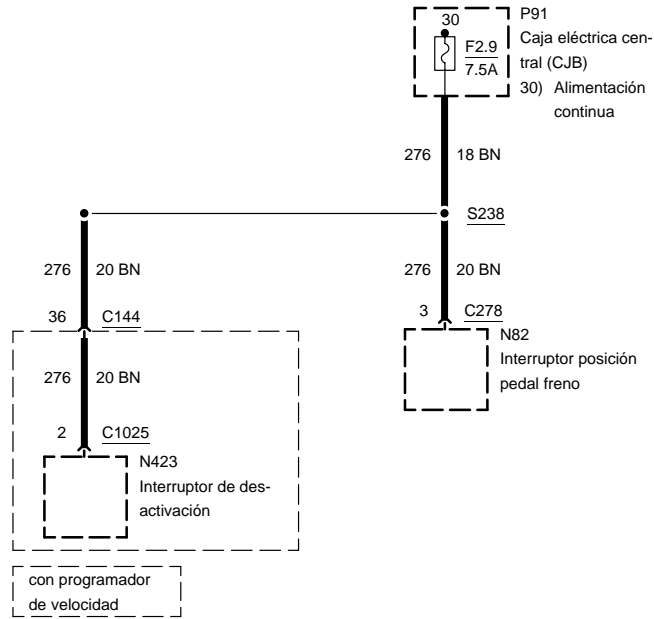 30
F2.9
7.5A
P91
Caja eléctrica cen-
tral (CJB)
30) Alimentación
continua
276 18 BN
S238
276 20 BN
276 20 BN
36 C144
3 C278
N82
Interruptor posición
pedal freno
276 20 BN
2 C1025
N423
Interruptor de des-
activación
con programador
de velocidad